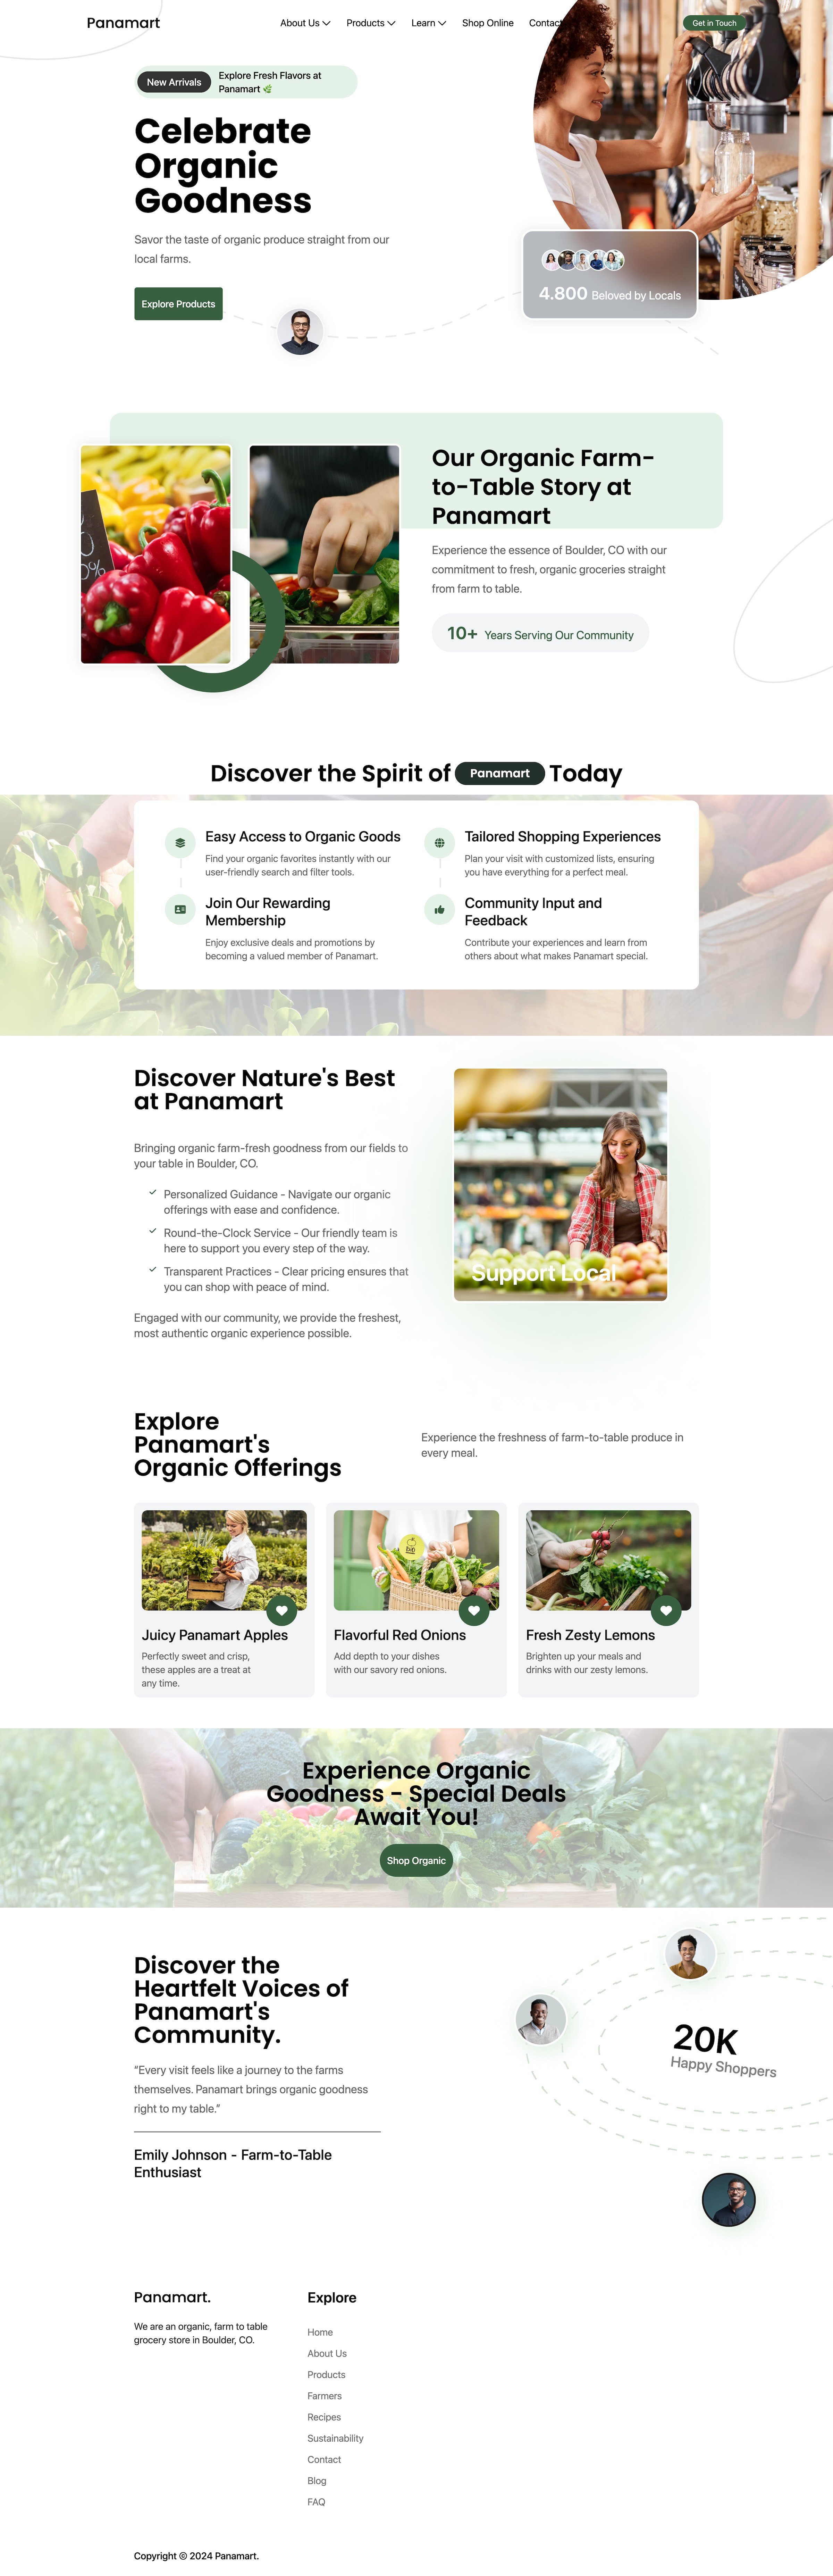 Panamart
About Us
Products
Learn
Shop Online
Contact
Get in Touch
New Arrivals
Explore Fresh Flavors at
Panamart
Celebrate
Organic
Goodness
Savor the taste of organic produce straight from our
local farms.
Explore Products
4.800 Beloved by Locals
Our Organic Farm-
to-Table Story at
Panamart
Experience the essence of Boulder, CO with our
commitment to fresh, organic groceries straight
from farm to table.
10+ Years Serving Our Community
Discover the Spirit of Panamart Today
Easy Access to Organic Goods
Find your organic favorites instantly with our
user-friendly search and filter tools.
Tailored Shopping Experiences
Plan your visit with customized lists, ensuring
you have everything for a perfect meal.
Join Our Rewarding
Membership
Enjoy exclusive deals and promotions by
becoming a valued member of Panamart.
Community Input and
Feedback
Contribute your experiences and learn from
others about what makes Panamart special.
Discover Nature's Best
at Panamart
Bringing organic farm-fresh goodness from our fields to
your table in Boulder, CO.
Personalized Guidance - Navigate our organic
offerings with ease and confidence.
Round-the-Clock Service - Our friendly team is
here to support you every step of the way.
Transparent Practices - Clear pricing ensures that
you can shop with peace of mind.
Engaged with our community, we provide the freshest,
most authentic organic experience possible.
Support Local
Explore
Panamart's
Organic Offerings
Experience the freshness of farm-to-table produce in
every meal.
Juicy Panamart Apples
Perfectly sweet and crisp,
these apples are a treat at
any time.
Flavorful Red Onions
Add depth to your dishes
with our savory red onions.
Fresh Zesty Lemons
Brighten up your meals and
drinks with our zesty lemons.
Experience Organic
Goodness - Special Deals
Await You!
Shop Organic
Discover the
Heartfelt Voices of
Panamart's
Community.
“Every visit feels like a journey to the farms
themselves. Panamart brings organic goodness
right to my table.”
Emily Johnson - Farm-to-Table
Enthusiast
20K
Happy Shoppers
Panamart.
We are an organic, farm to table
grocery store in Boulder, CO.
Explore
Home
About Us
Products
Farmers
Recipes
Sustainability
Contact
Blog
FAQ
Copyright © 2024 Panamart.